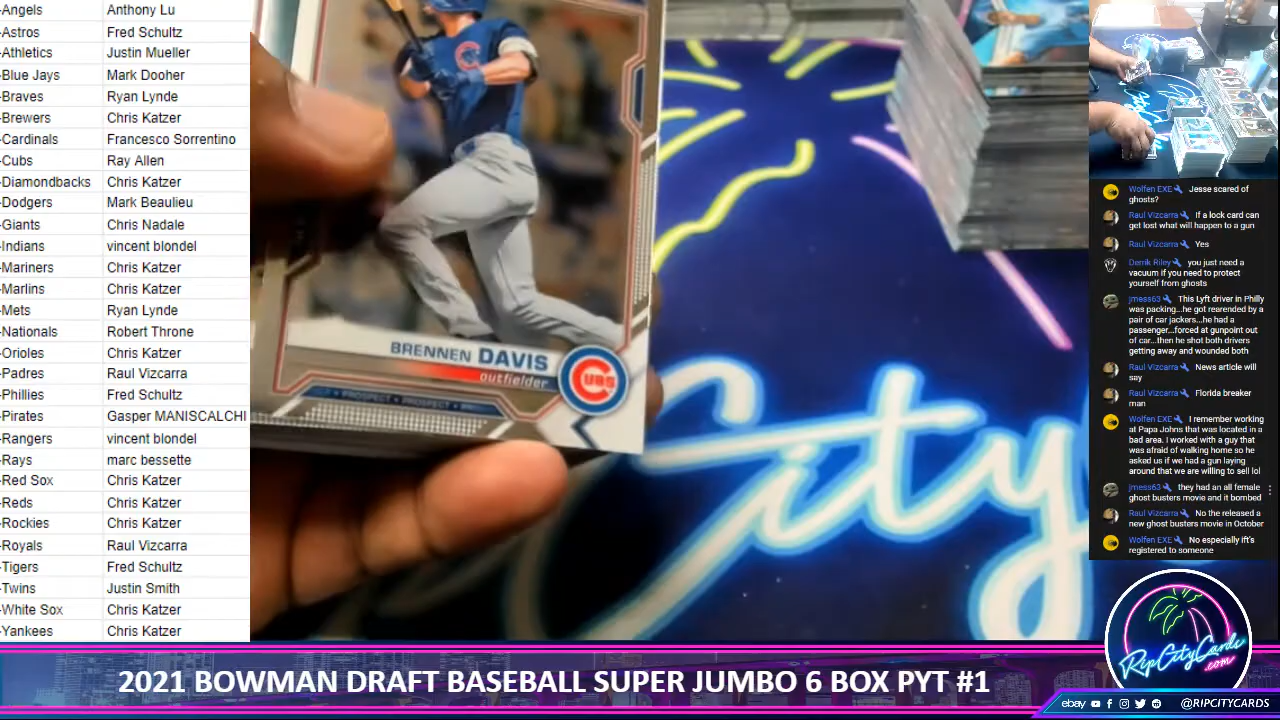 -Angels Anthony Lu
-Astros Fred Schultz
-Athletics Justin Mueller
-Blue Jays Mark Dooher
-Braves Ryan Lynde
-Brewers Chris Katzer
-Cardinals Francesco Sorrentino
-Cubs Ray Allen
-Diamondbacks Chris Katzer
-Dodgers Mark Beaulieu
-Giants Chris Nadale
-Indians vincent blondel
-Mariners Chris Katzer
-Marlins Chris Katzer
-Mets Ryan Lynde
-Nationals Robert Throne
-Orioles Chris Katzer
-Padres Raul Vizcarra
-Phillies Fred Schultz
-Pirates Gasper MANISCALCHI
-Rangers vincent blondel
-Rays marc bessette
-Red Sox Chris Katzer
-Reds Chris Katzer
-Rockies Chris Katzer
-Royals Raul Vizcarra
-Tigers Fred Schultz
-Twins Justin Smith
-White Sox Chris Katzer
-Yankees Chris Katzer
BRENNEN DAVIS
outfielder
CUBS
PROSPECT • PROSPECT
City
Wolfen EXE Jesse scared of
ghosts?
Raul Vizcarra If a lock card can
get lost what will happen to a gun
Raul Vizcarra Yes
Derrik Riley you just need a
vacuum if you need to protect
yourself from ghosts
jmess63 This Lyft driver in Philly
was packing...he got rearended by a
pair of car jackers...he had a
passenger...forced at gunpoint out
of car...then he shot both drivers
getting away and wounded both
Raul Vizcarra News article will
say
Raul Vizcarra Florida breaker
man
Wolfen EXE I remember working
at Papa Johns that was located in a
bad area. I worked with a guy that
was afraid of walking home so he
asked us if we had a gun laying
around that we are willing to sell lol
jmess63 they had an all female
ghost busters movie and it bombed
Raul Vizcarra No the released a
new ghost busters movie in October
Wolfen EXE No especially ift's
registered to someone
RipCityCards
.com
2021 BOWMAN DRAFT BASEBALL SUPER JUMBO 6 BOX PYT #1
ebay @RIPCITYCARDS